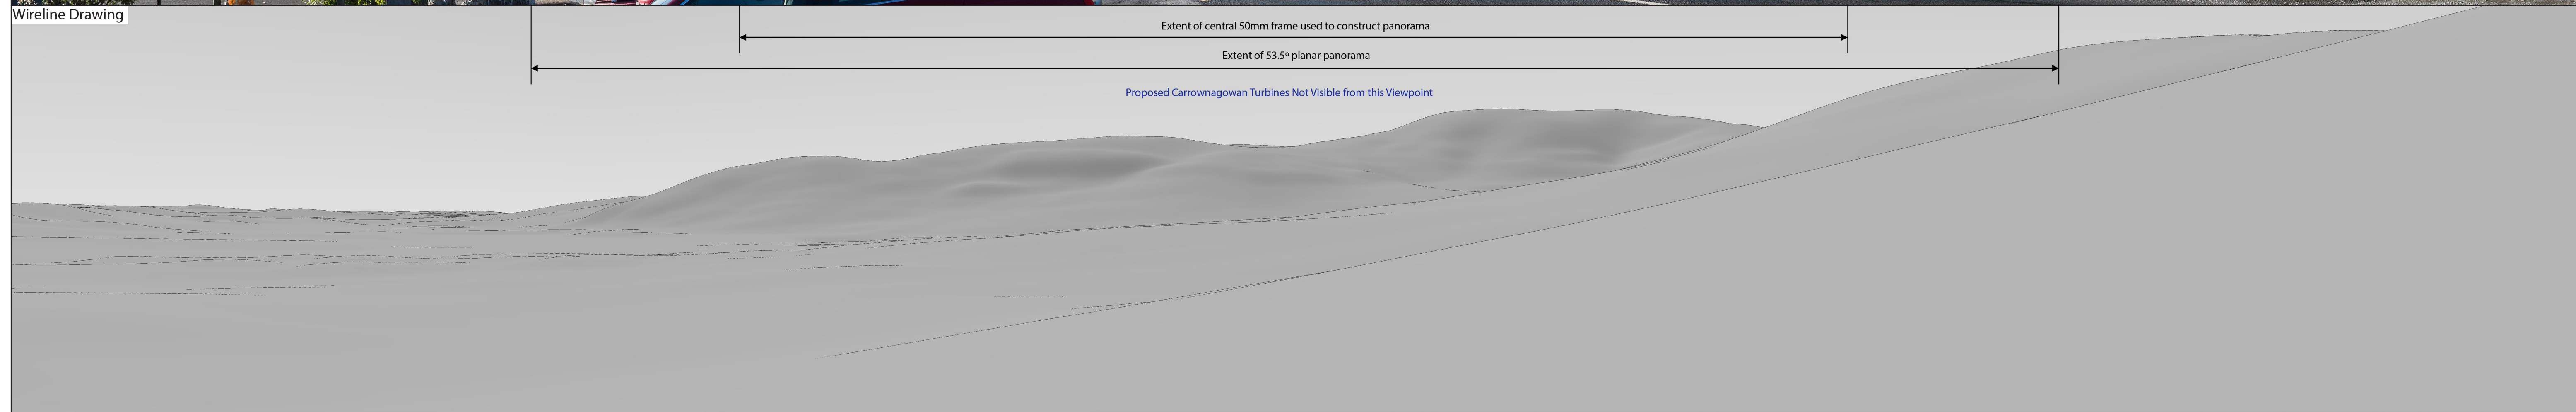 Wireline Drawing
Extent of central 50mm frame used to construct panorama
Extent of 53.5º planar panorama
Proposed Carrownagowan Turbines Not Visible from this Viewpoint